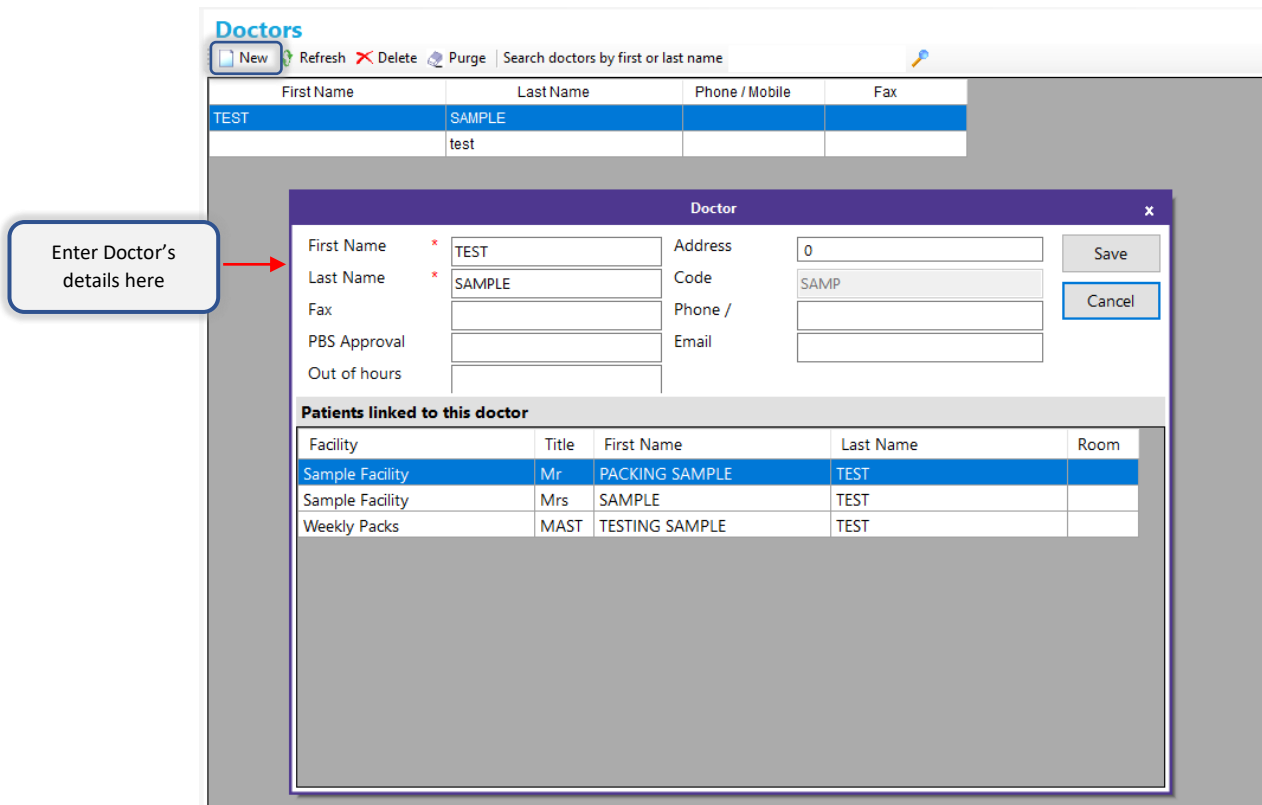 Doctors
New Refresh Delete Purge Search doctors by first or last name
First Name Last Name Phone / Mobile Fax
TEST SAMPLE
test
Doctor x
Enter Doctor’s
details here
First Name * TEST Address 0 Save
Last Name * SAMPLE Code SAMP
Cancel
Fax Phone /
PBS Approval Email
Out of hours
Patients linked to this doctor
Facility Title First Name Last Name Room
Sample Facility Mr PACKING SAMPLE TEST
Sample Facility Mrs SAMPLE TEST
Weekly Packs MAST TESTING SAMPLE TEST